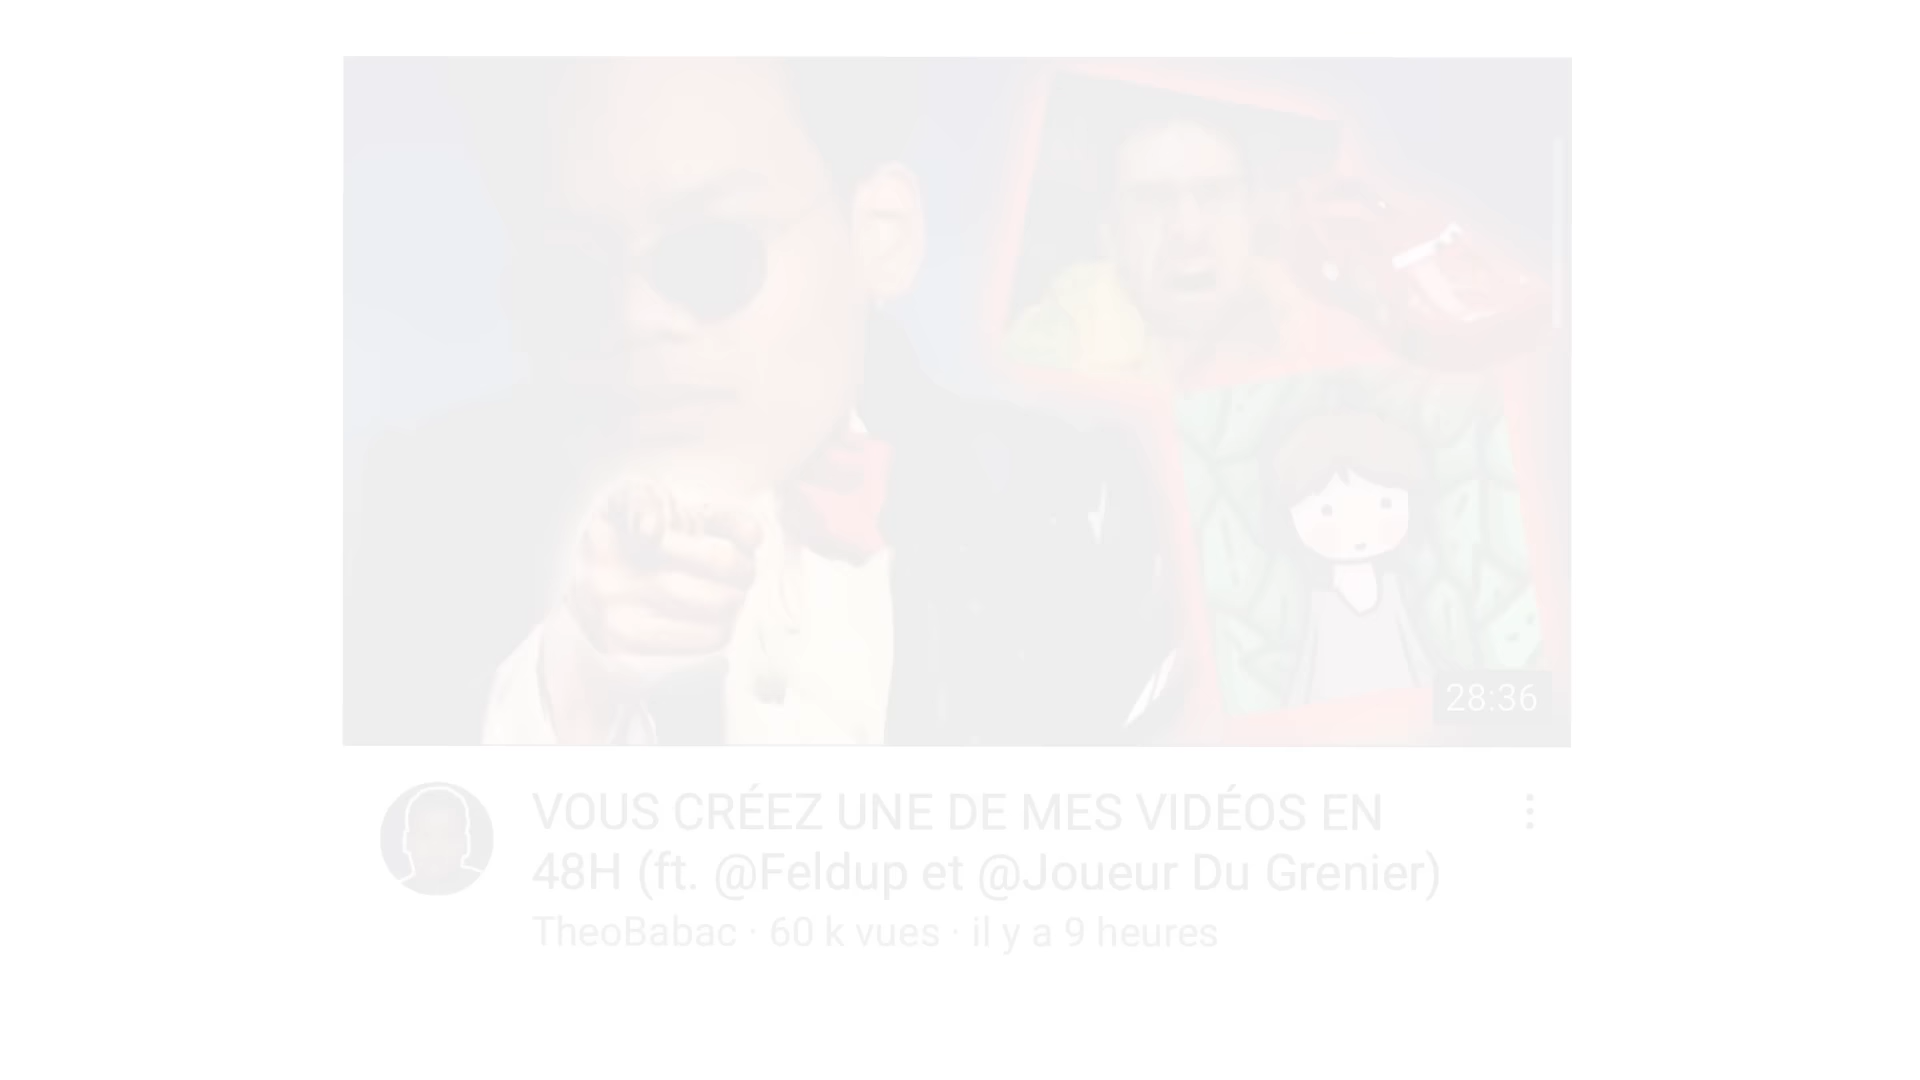 28:36
VOUS CRÉEZ UNE DE MES VIDÉOS EN
48H (ft. @Feldup et @Joueur Du Grenier)
TheoBabac · 60 k vues · il y a 9 heures